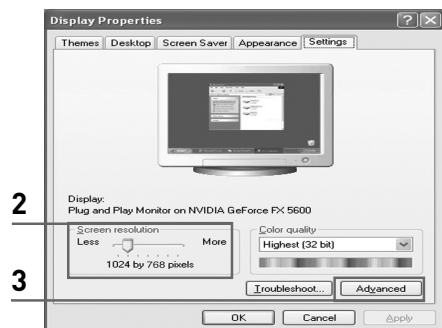 Display Properties
Themes Desktop Screen Saver Appearance Settings
Display:
Plug and Play Monitor on NVIDIA GeForce FX 5600
2
Screen resolution
Less More
1024 by 768 pixels
Color quality
Highest (32 bit)
3
Troubleshoot... Advanced
OK Cancel Apply